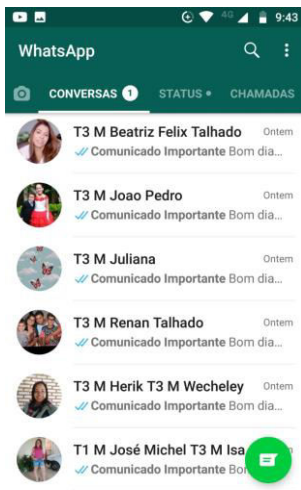 4G 9:43
WhatsApp
CONVERSAS 1 STATUS • CHAMADAS
T3 M Beatriz Felix Talhado Ontem
Comunicado Importante Bom dia...
T3 M Joao Pedro Ontem
Comunicado Importante Bom dia...
T3 M Juliana Ontem
Comunicado Importante Bom dia...
T3 M Renan Talhado Ontem
Comunicado Importante Bom dia...
T3 M Herik T3 M Wecheley Ontem
Comunicado Importante Bom dia...
T1 M José Michel T3 M Isa
Comunicado Importante